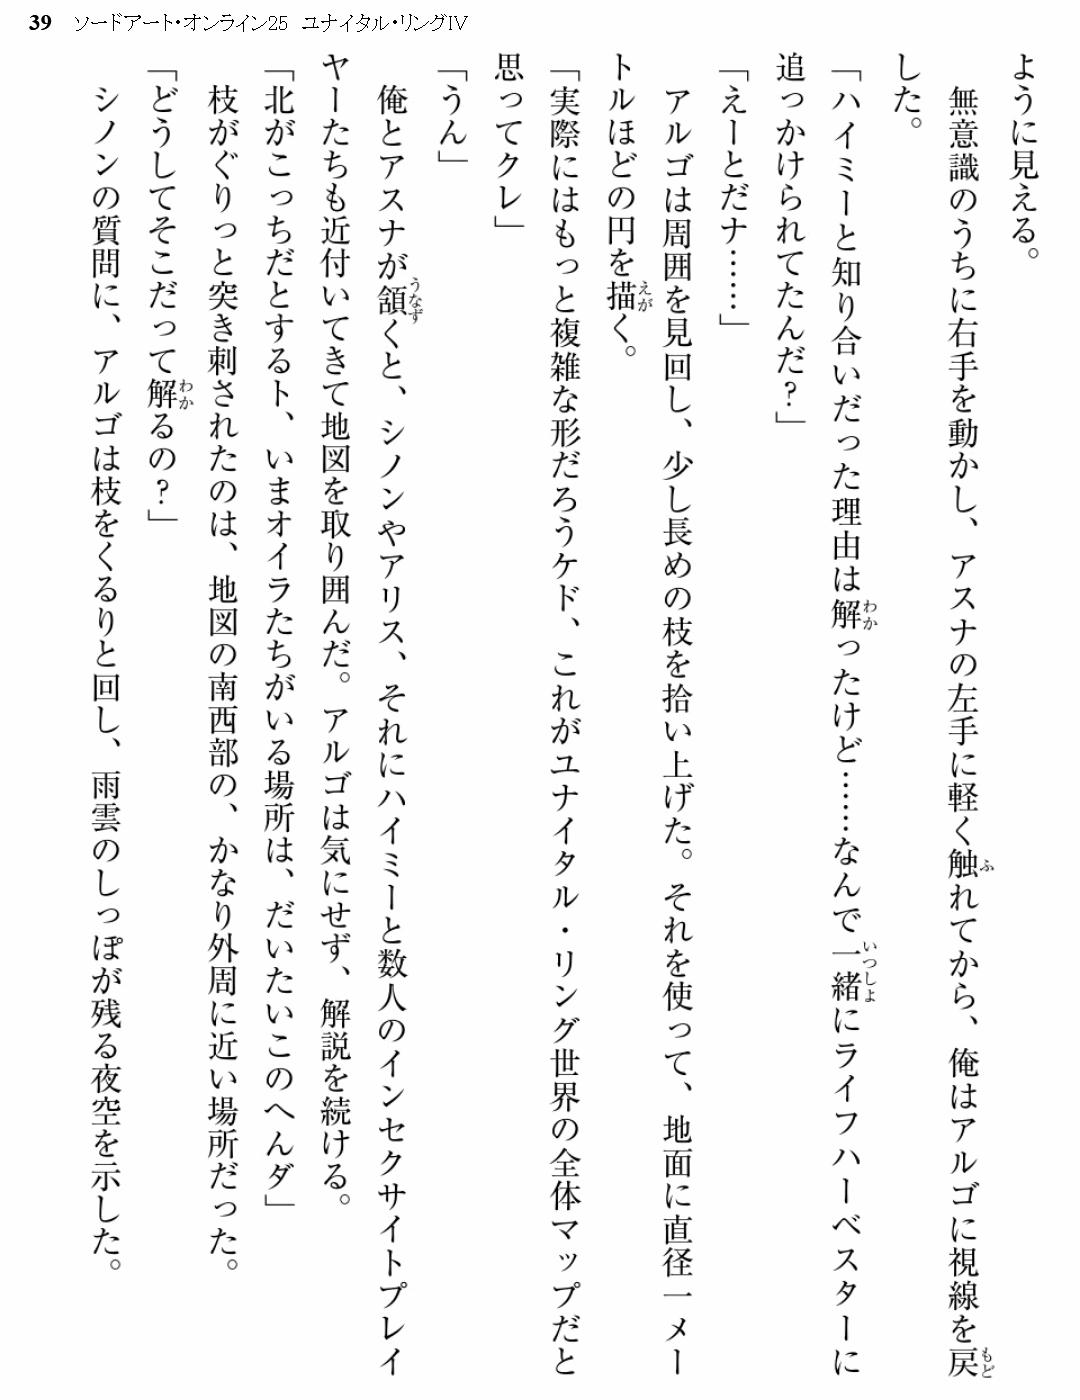 39 ソードアート・オンライン25 ユナイタル・リングIV
ように見える。
無意識のうちに右手を動かし、アスナの左手に軽く触れてから、俺はアルゴに視線を戻
した。
「ハイミーと知り合いだった理由は解ったけど……なんで一緒にライフハーベスターに
追っかけられてたんだ?」
「えーとだナ……」
アルゴは周囲を見回し、少し長めの枝を拾い上げた。それを使って、地面に直径一メー
トルほどの円を描く。
「実際にはもっと複雑な形だろうケド、これがユナイタル・リング世界の全体マップだと
思ってクレ」
「うん」
俺とアスナが頷くと、シノンやアリス、それにハイミーと数人のインセクサイトプレイ
ヤーたちも近付いてきて地図を取り囲んだ。アルゴは気にせず、解説を続ける。
「北がこっちだとするト、いまオイラたちがいる場所は、だいたいこのへんダ」
枝がぐりっと突き刺されたのは、地図の南西部の、かなり外周に近い場所だった。
「どうしてそこだって解るの?」
シノンの質問に、アルゴは枝をくるりと回し、雨雲のしっぽが残る夜空を示した。